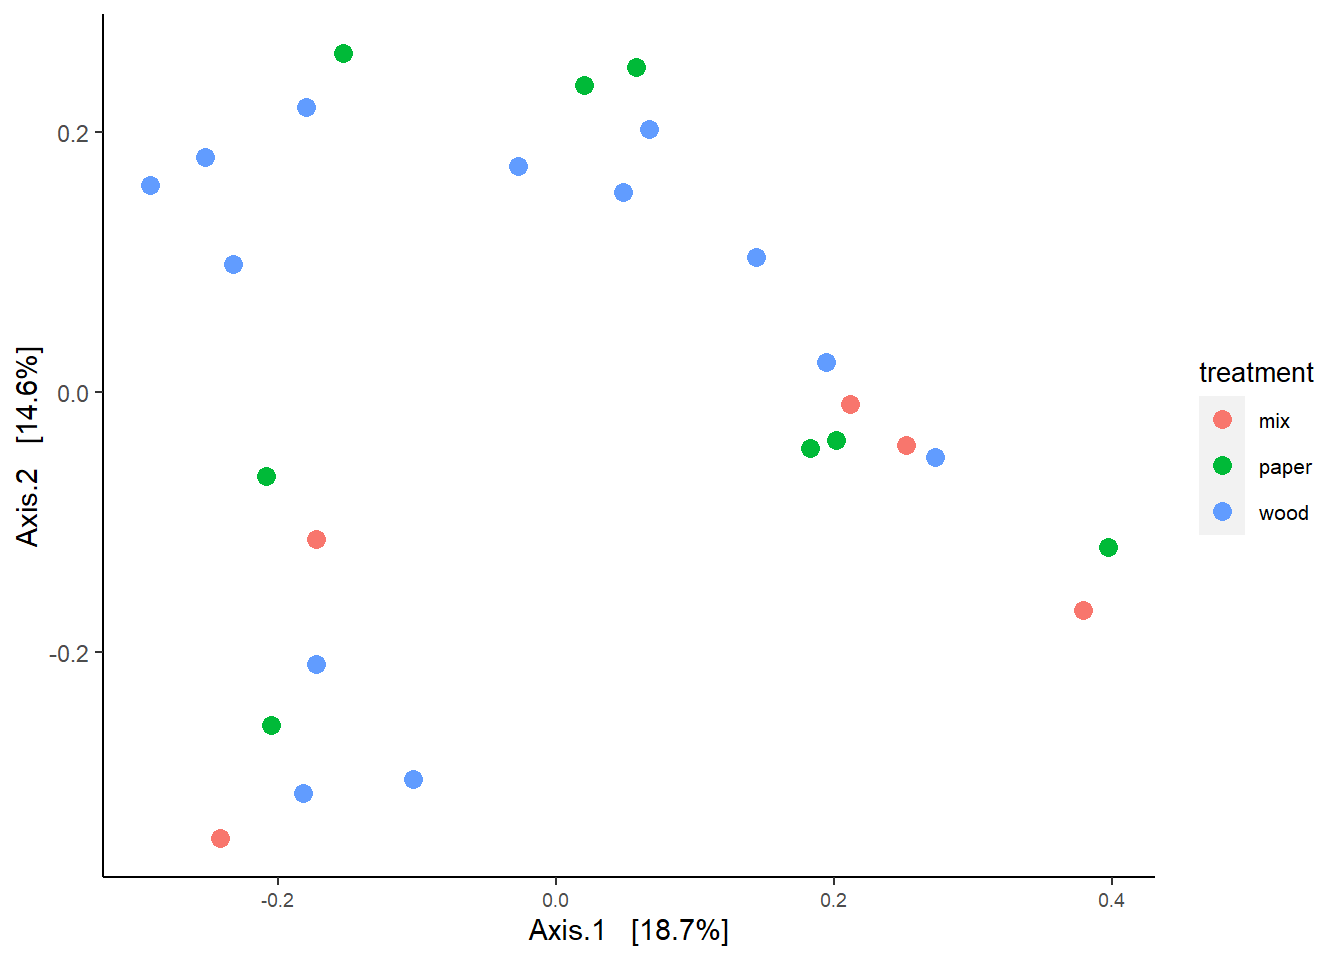 0.2
0.0
-0.2
Axis.2   [14.6%]
-0.2
0.0
0.2
0.4
Axis.1   [18.7%]
treatment
mix
paper
wood